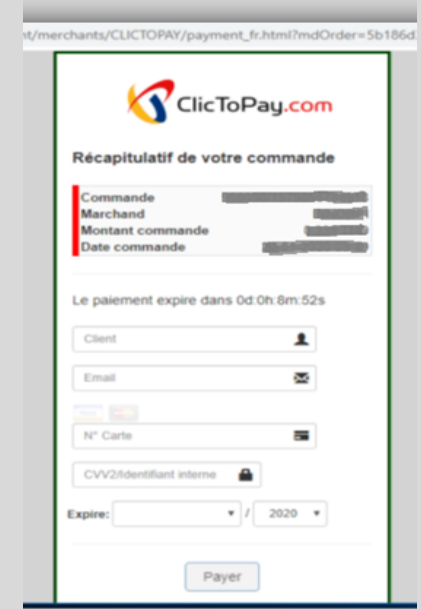 t/merchants/CLICTOPAY/payment_fr.html?mdOrder=5b186d
ClicToPay.com
Récapitulatif de votre commande
Commande
Marchand
Montant commande
Date commande
Le paiement expire dans 0d:0h:8m:52s
Client
Email
N° Carte
CVV2/Identifiant interne
Expire: / 2020
Payer